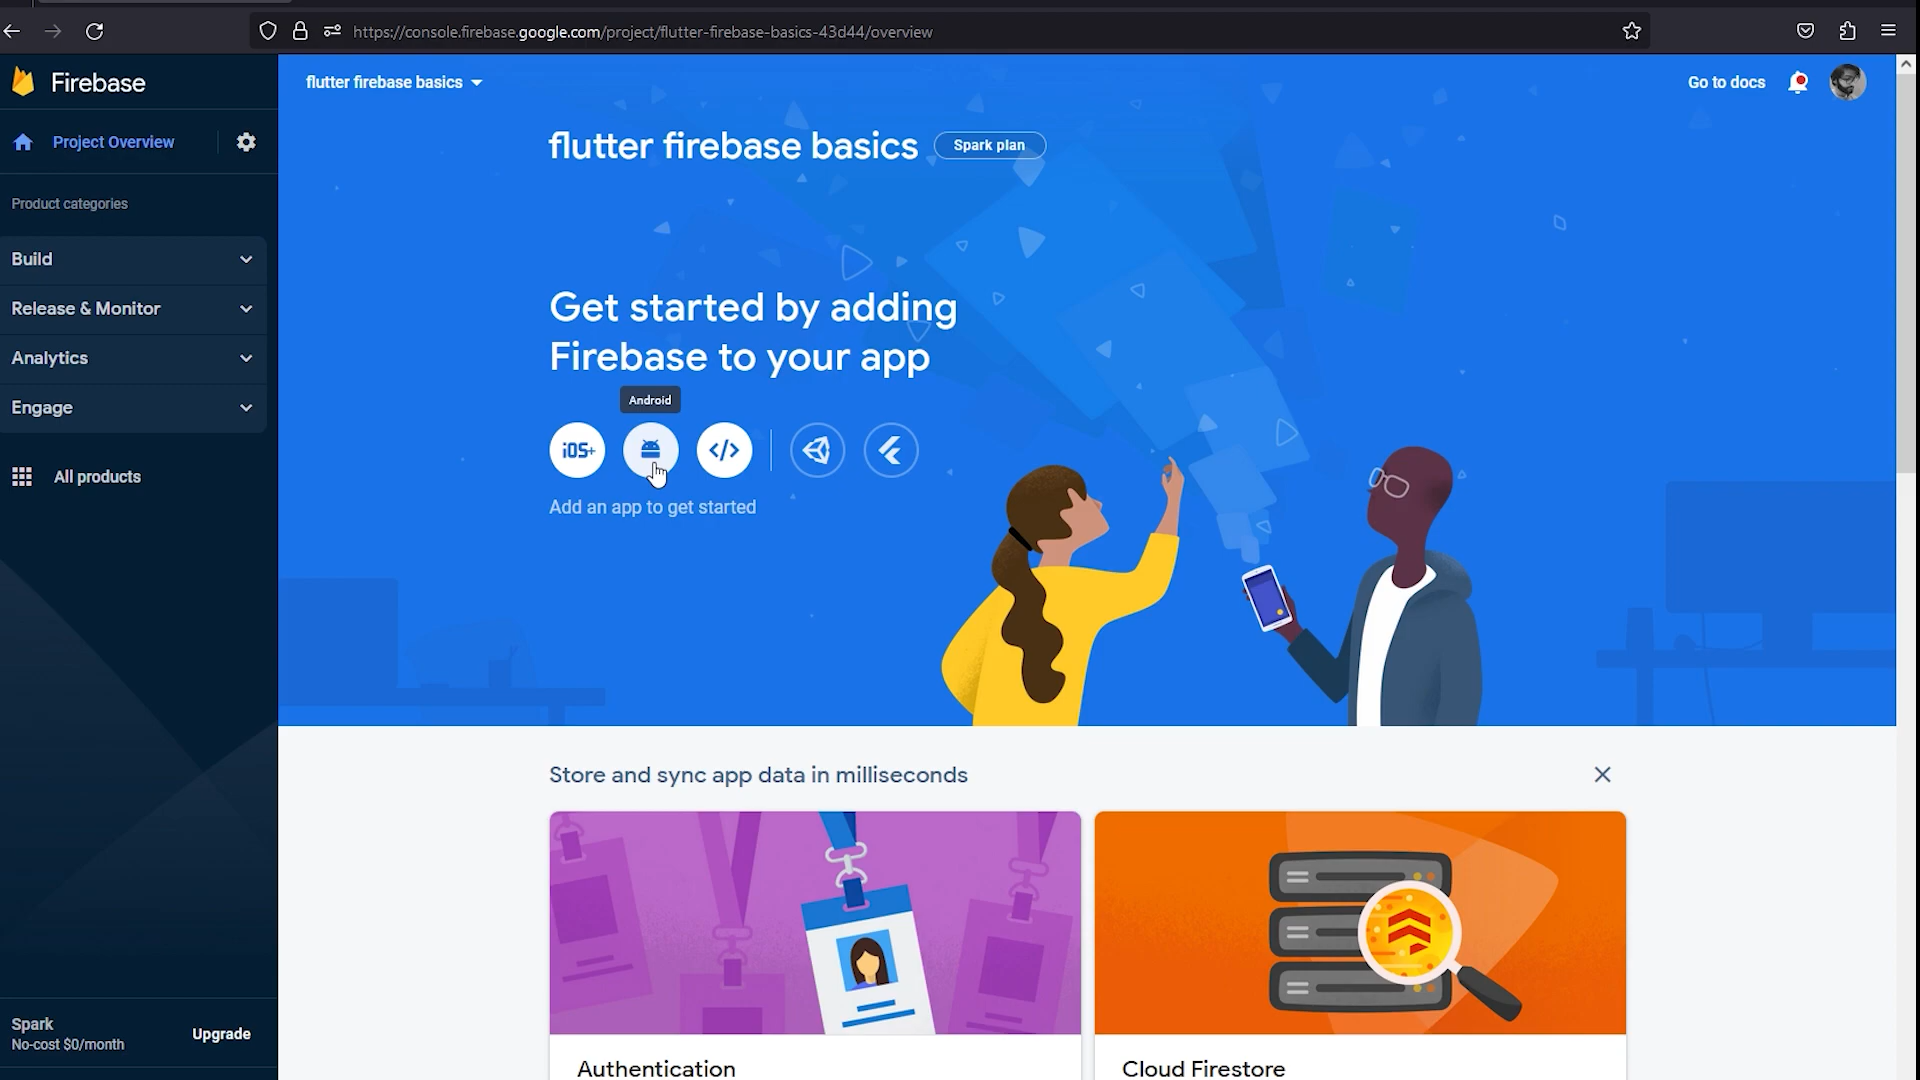 https://console.firebase.google.com/project/flutter-firebase-basics-43d44/overview
Firebase
flutter firebase basics
Go to docs
Project Overview
flutter firebase basics
Spark plan
Product categories
Build
Release & Monitor
Analytics
Engage
All products
Get started by adding
Firebase to your app
Android
iOS+
</>
Add an app to get started
Store and sync app data in milliseconds
Authentication
Cloud Firestore
Spark
No-cost $0/month
Upgrade